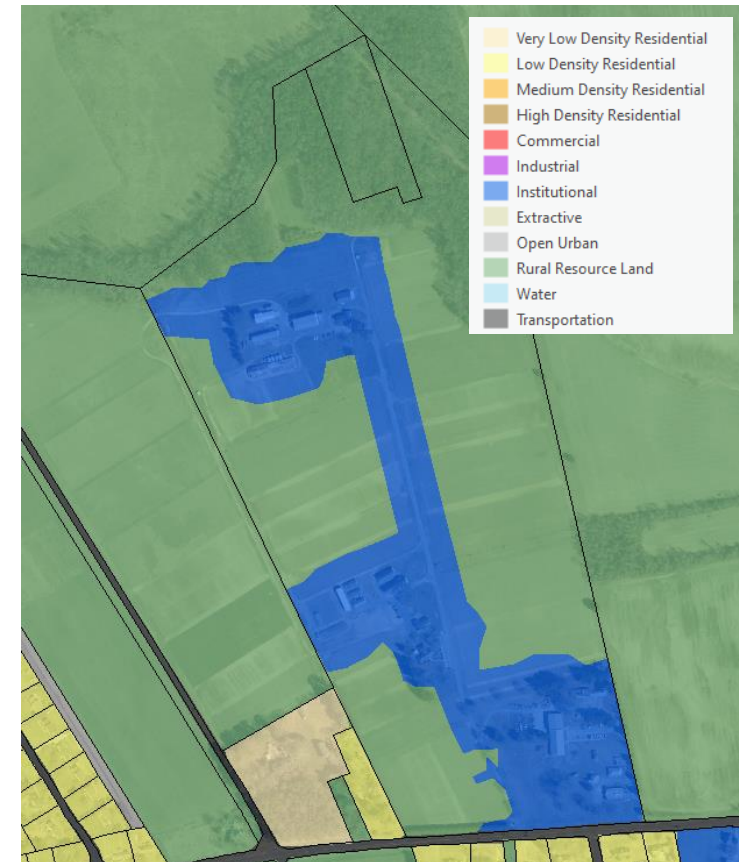 Very Low Density Residential
Low Density Residential
Medium Density Residential
High Density Residential
Commercial
Industrial
Institutional
Extractive
Open Urban
Rural Resource Land
Water
Transportation